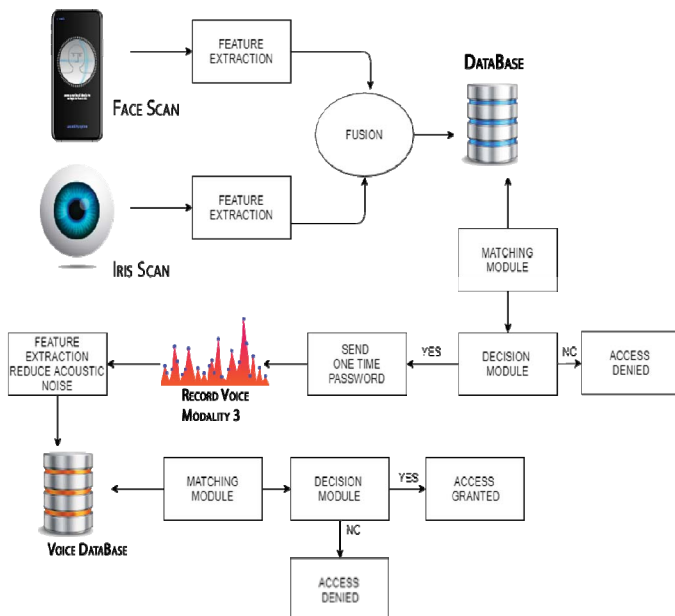 FEATURE
EXTRACTION
DATABASE
FACE SCAN
FUSION
FEATURE
EXTRACTION
IRIS SCAN
MATCHING
MODULE
FEATURE
EXTRACTION
REDUCE ACOUSTIC
NOISE
SEND
ONE TIME
PASSWORD
YES
DECISION
MODULE
NC
ACCESS
DENIED
RECORD VOICE
MODALITY 3
MATCHING
MODULE
DECISION
MODULE
YES
ACCESS
GRANTED
NC
VOICE DATABASE
ACCESS
DENIED